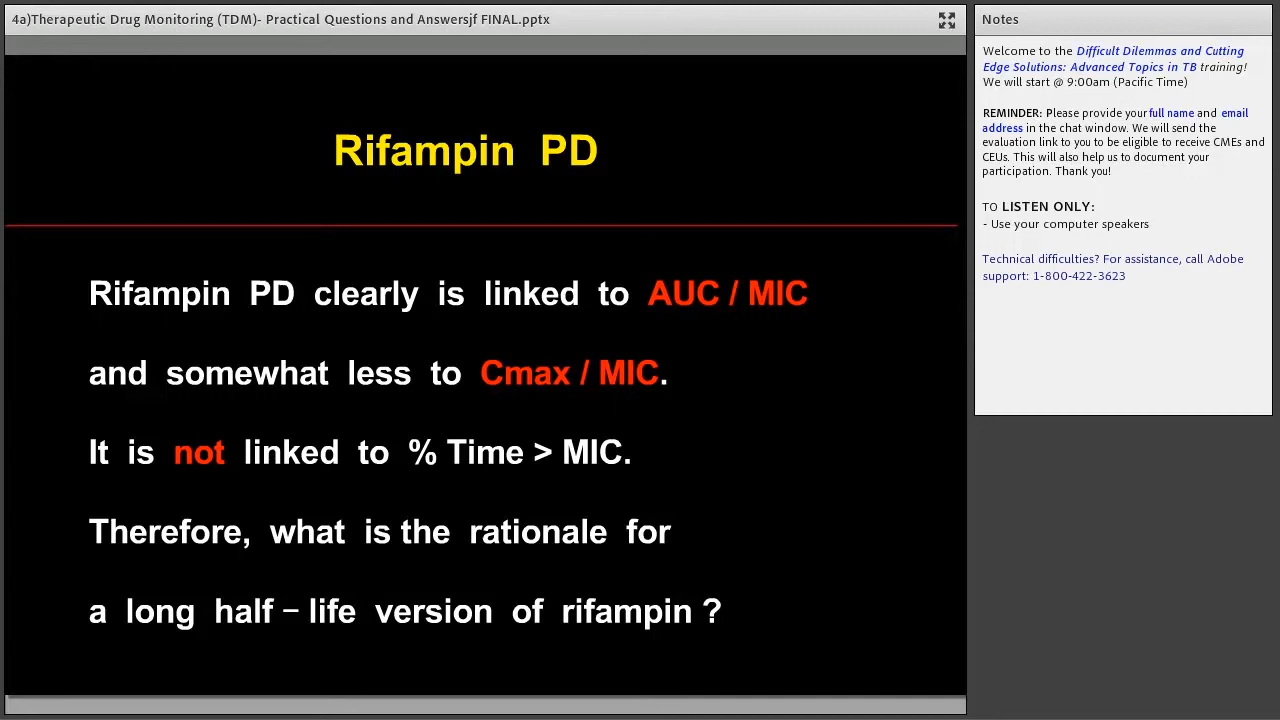 4a)Therapeutic Drug Monitoring (TDM)- Practical Questions and Answersjf FINAL.pptx
Rifampin PD
Rifampin PD clearly is linked to AUC / MIC
and somewhat less to Cmax / MIC.
It is not linked to % Time > MIC.
Therefore, what is the rationale for
a long half – life version of rifampin ?
Notes
Welcome to the Difficult Dilemmas and Cutting
Edge Solutions: Advanced Topics in TB training!
We will start @ 9:00am (Pacific Time)
REMINDER: Please provide your full name and email
address in the chat window. We will send the
evaluation link to you to be eligible to receive CMEs and
CEUs. This will also help us to document your
participation. Thank you!
TO LISTEN ONLY:
- Use your computer speakers
Technical difficulties? For assistance, call Adobe
support: 1-800-422-3623